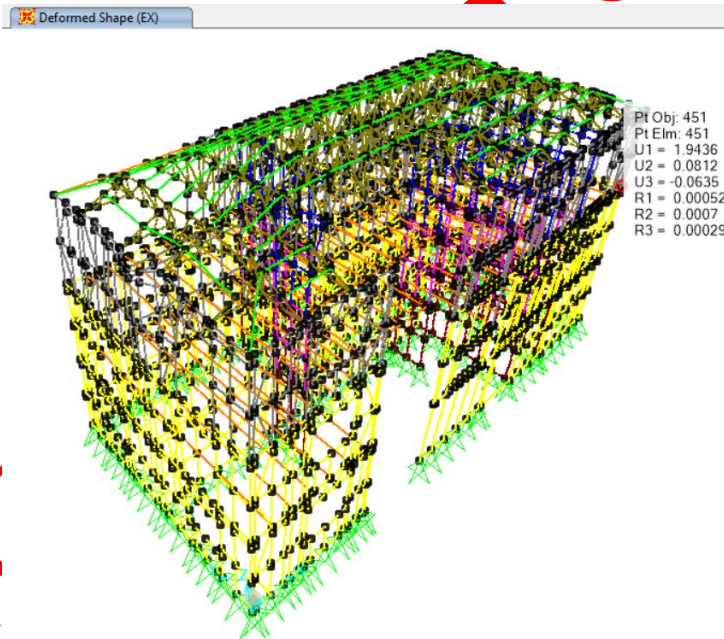 Deformed Shape (EX)
Pt Obj: 451
Pt Elm: 451
U1 = 1.9436
U2 = 0.0812
U3 = -0.0635
R1 = 0.00052
R2 = 0.0007
R3 = 0.00029